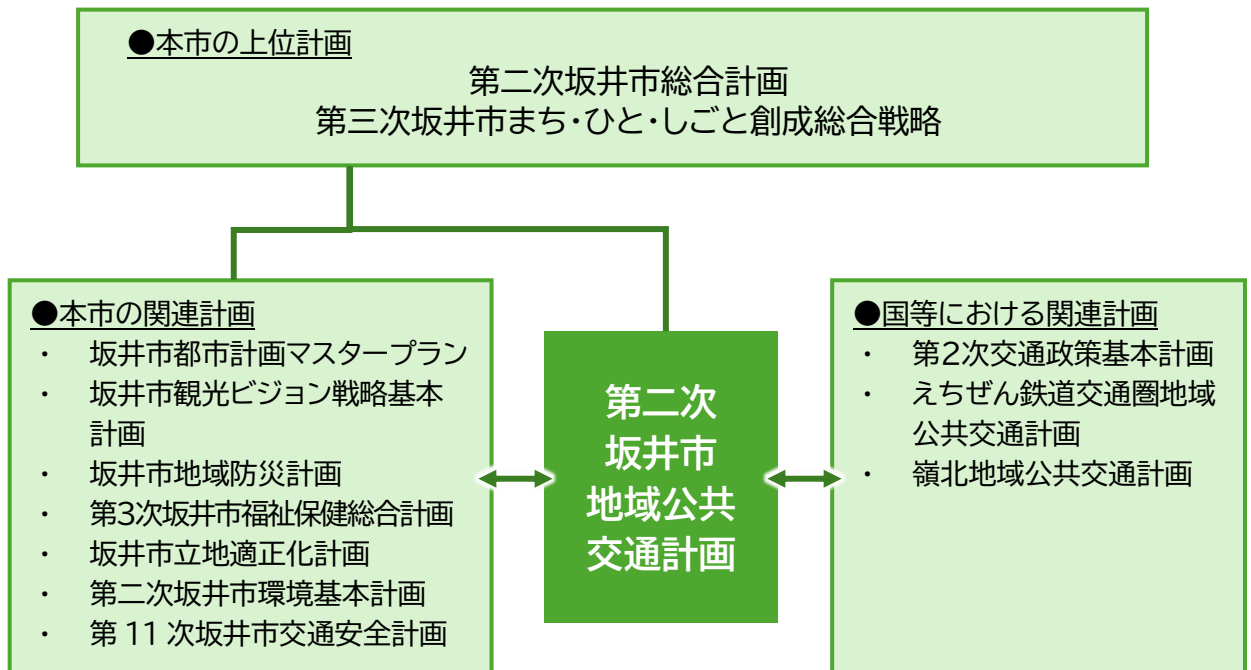 ●本市の上位計画
第二次坂井市総合計画
第三次坂井市まち・ひと・しごと創成総合戦略
●本市の関連計画
・ 坂井市都市計画マスタープラン
・ 坂井市観光ビジョン戦略基本
計画
・ 坂井市地域防災計画
・ 第3次坂井市福祉保健総合計画
・ 坂井市立地適正化計画
・ 第二次坂井市環境基本計画
・ 第 11 次坂井市交通安全計画
第二次
坂井市
地域公共
交通計画
●国等における関連計画
・ 第2次交通政策基本計画
・ えちぜん鉄道交通圏地域
公共交通計画
・ 嶺北地域公共交通計画